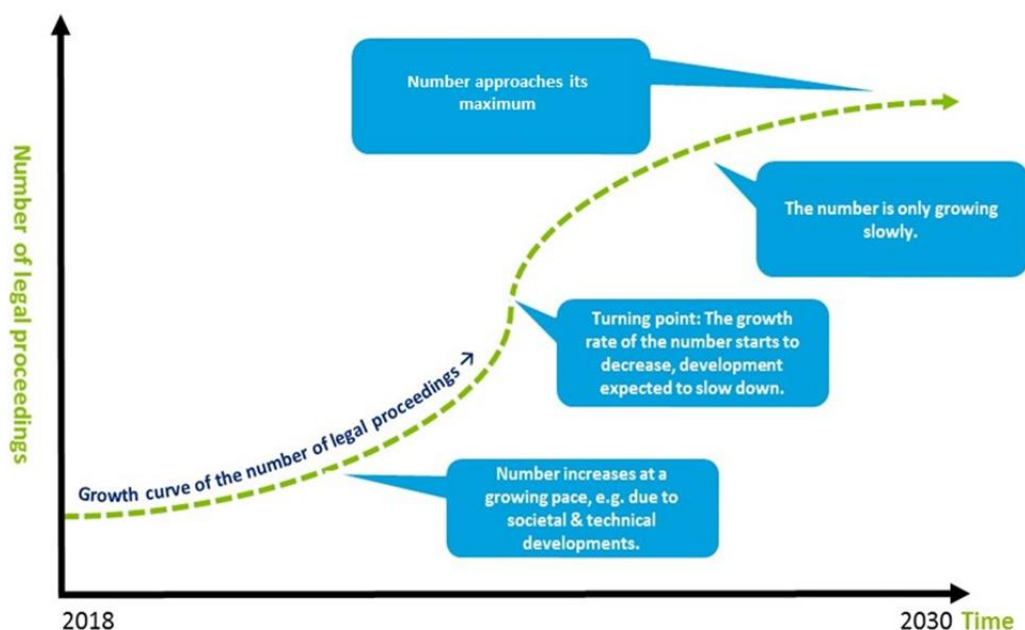 Number of legal proceedings
Number approaches its
maximum
The number is only growing
slowly.
Turning point: The growth
rate of the number starts to
decrease, development
expected to slow down.
Growth curve of the number of legal proceedings →
Number increases at a
growing pace, e.g. due to
societal & technical
developments.
2018
2030 Time